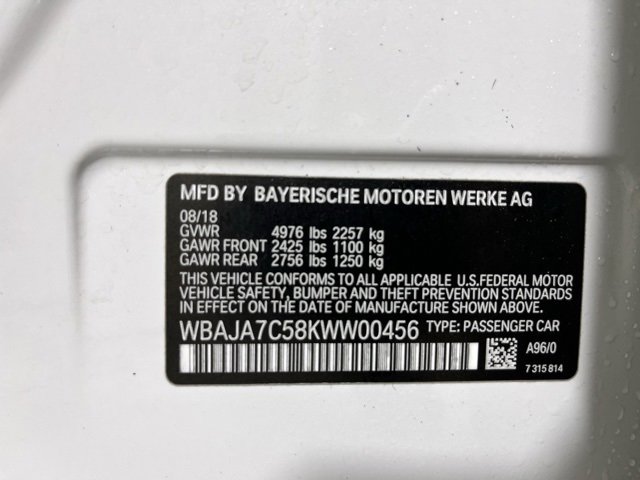 MFD BY BAYERISCHE MOTOREN WERKE AG
08/18
GVWR 4976 lbs 2257 kg
GAWR FRONT 2425 lbs 1100 kg
GAWR REAR 2756 lbs 1250 kg
THIS VEHICLE CONFORMS TO ALL APPLICABLE U.S.FEDERAL MOTOR
VEHICLE SAFETY, BUMPER AND THEFT PREVENTION STANDARDS
IN EFFECT ON THE DATE OF MANUFACTURE SHOWN ABOVE.
WBAJA7C58KWW00456 TYPE: PASSENGER CAR
A96/0
7 315 814